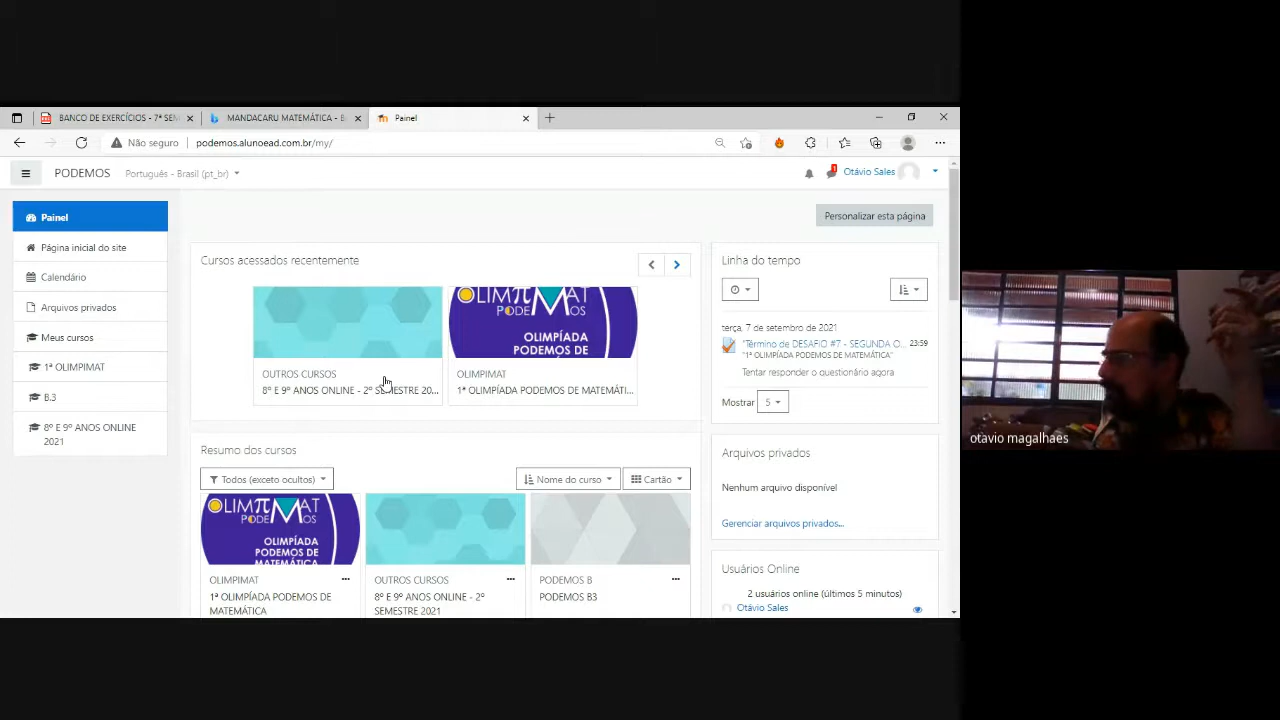 BANCO DE EXERCÍCIOS - 7ª SEM
MANDACARU MATEMÁTICA - B
Painel
Não seguro
podemos.alunoead.com.br/my/
PODEMOS
Português - Brasil (pt_br)
1
Otávio Sales
Painel
Página inicial do site
Calendário
Arquivos privados
Meus cursos
1ª OLIMPIMAT
B.3
8º E 9º ANOS ONLINE
2021
Personalizar esta página
Cursos acessados recentemente
OUTROS CURSOS
8º E 9º ANOS ONLINE - 2º SEMESTRE 20...
OLIMπMAT
PODEMOS
OLIMPÍADA
PODEMOS DE
OLIMPIMAT
1ª OLIMPÍADA PODEMOS DE MATEMÁTI...
Resumo dos cursos
Todos (exceto ocultos)
Nome do curso
Cartão
OLIMπMAT
PODEMOS
OLIMPÍADA
PODEMOS DE
MATEMÁTICA
OLIMPIMAT
1ª OLIMPÍADA PODEMOS DE
MATEMÁTICA
OUTROS CURSOS
8º E 9º ANOS ONLINE - 2º
SEMESTRE 2021
PODEMOS B
PODEMOS B3
Linha do tempo
terça, 7 de setembro de 2021
"Término de DESAFIO #7 - SEGUNDA O... 23:59
"1ª OLIMPÍADA PODEMOS DE MATEMÁTICA"
Tentar responder o questionário agora
Mostrar 5
Arquivos privados
Nenhum arquivo disponível
Gerenciar arquivos privados...
Usuários Online
2 usuários online (últimos 5 minutos)
Otávio Sales
otavio magalhaes